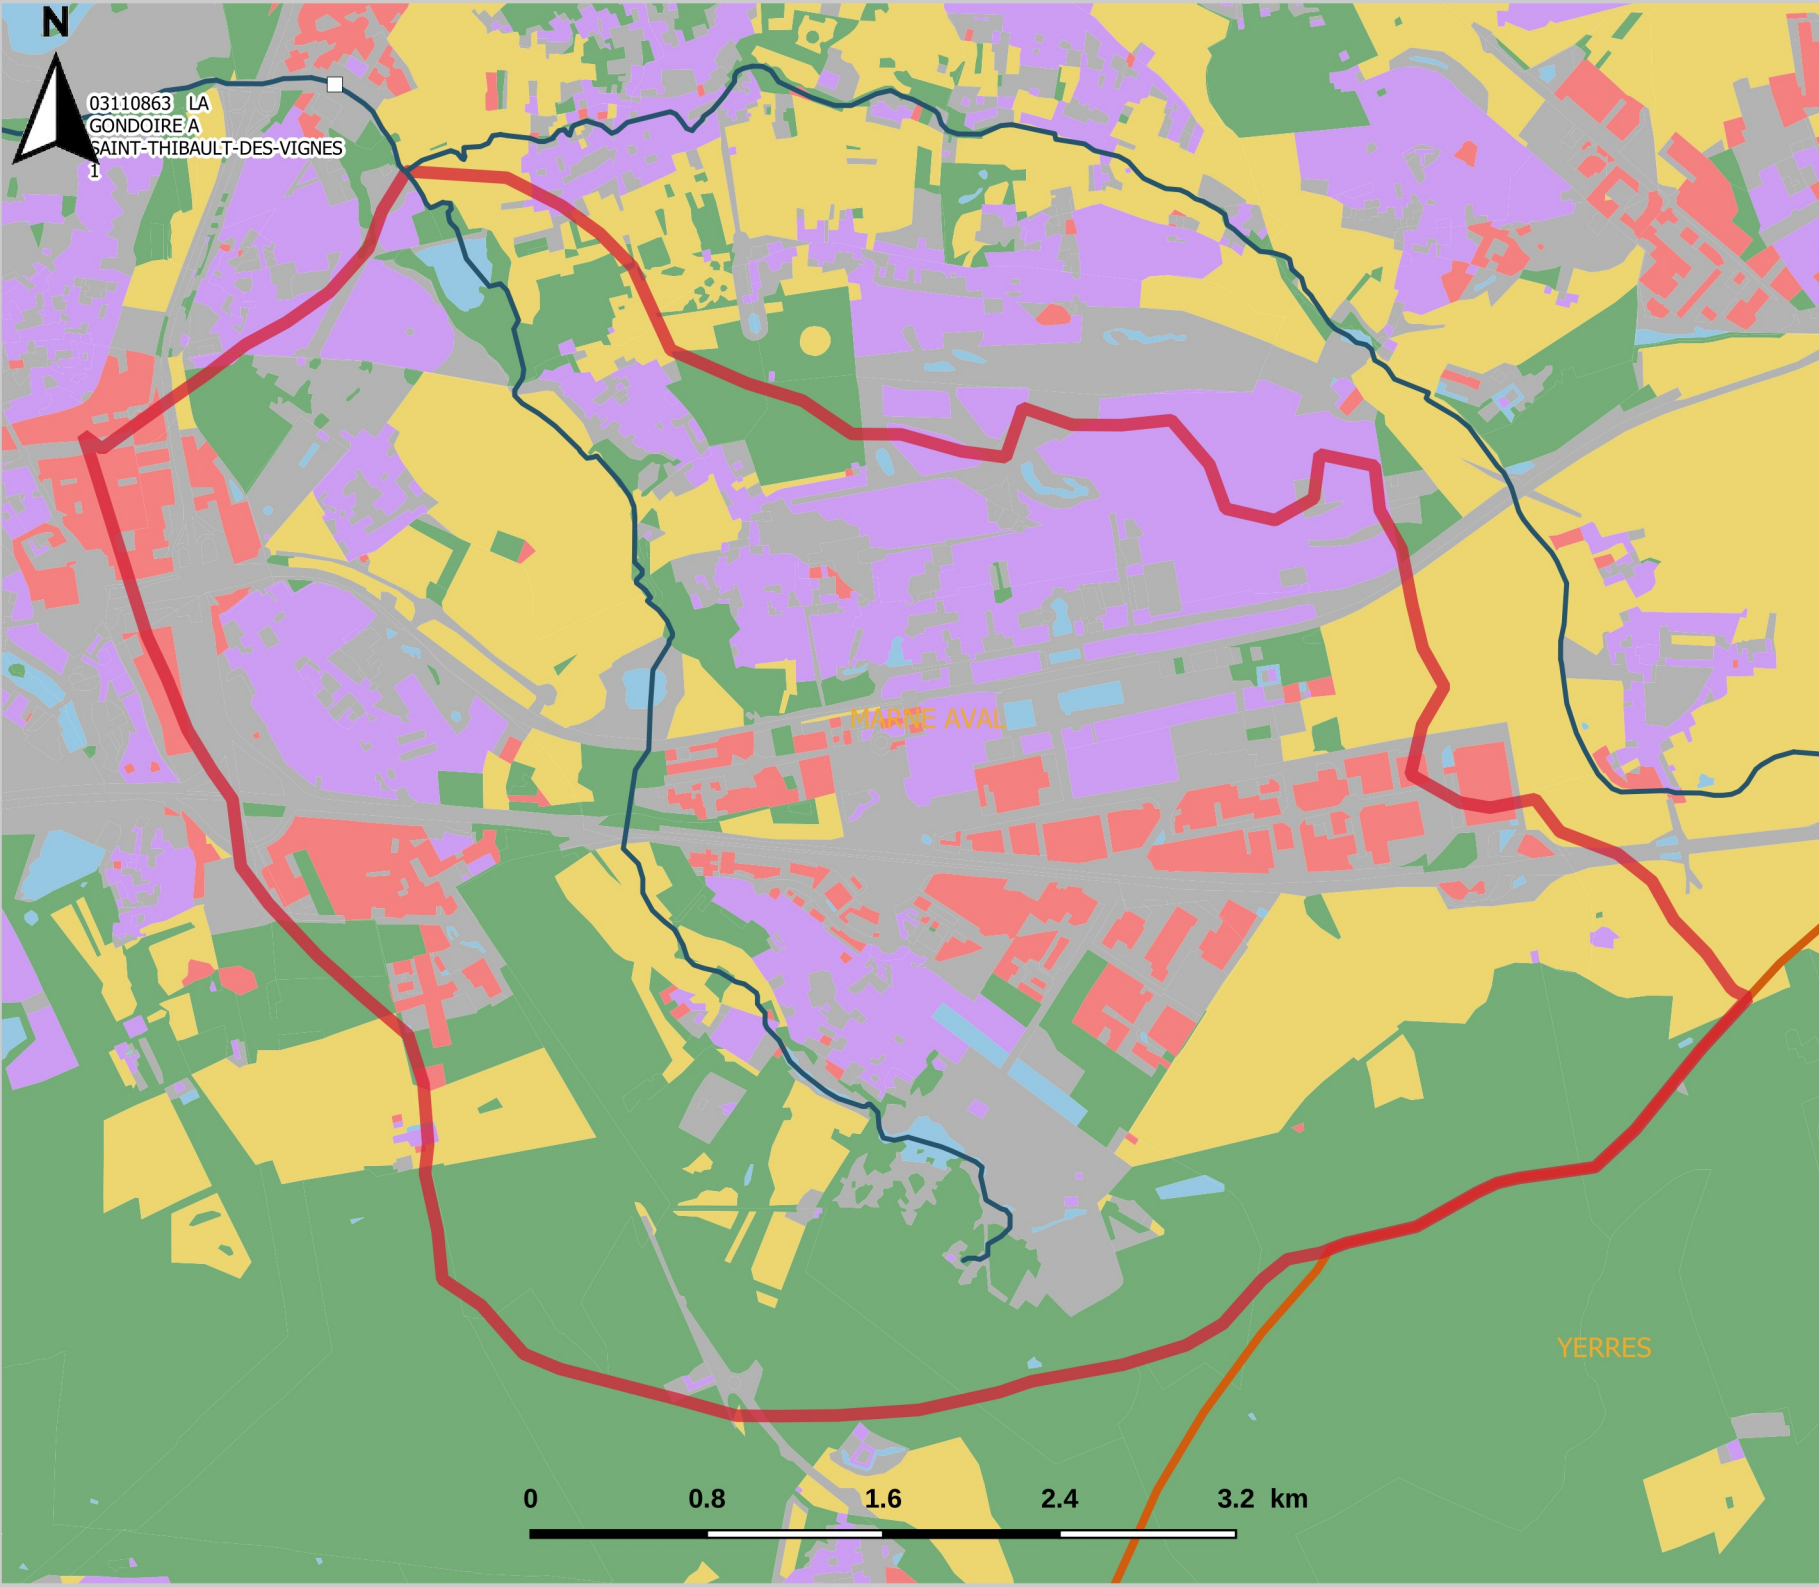 N
03110863 LA
GONDOIRE A
SAINT-THIBAULT-DES-VIGNES
1
MARNE AVAL
YERRES
0 0.8 1.6 2.4 3.2 km